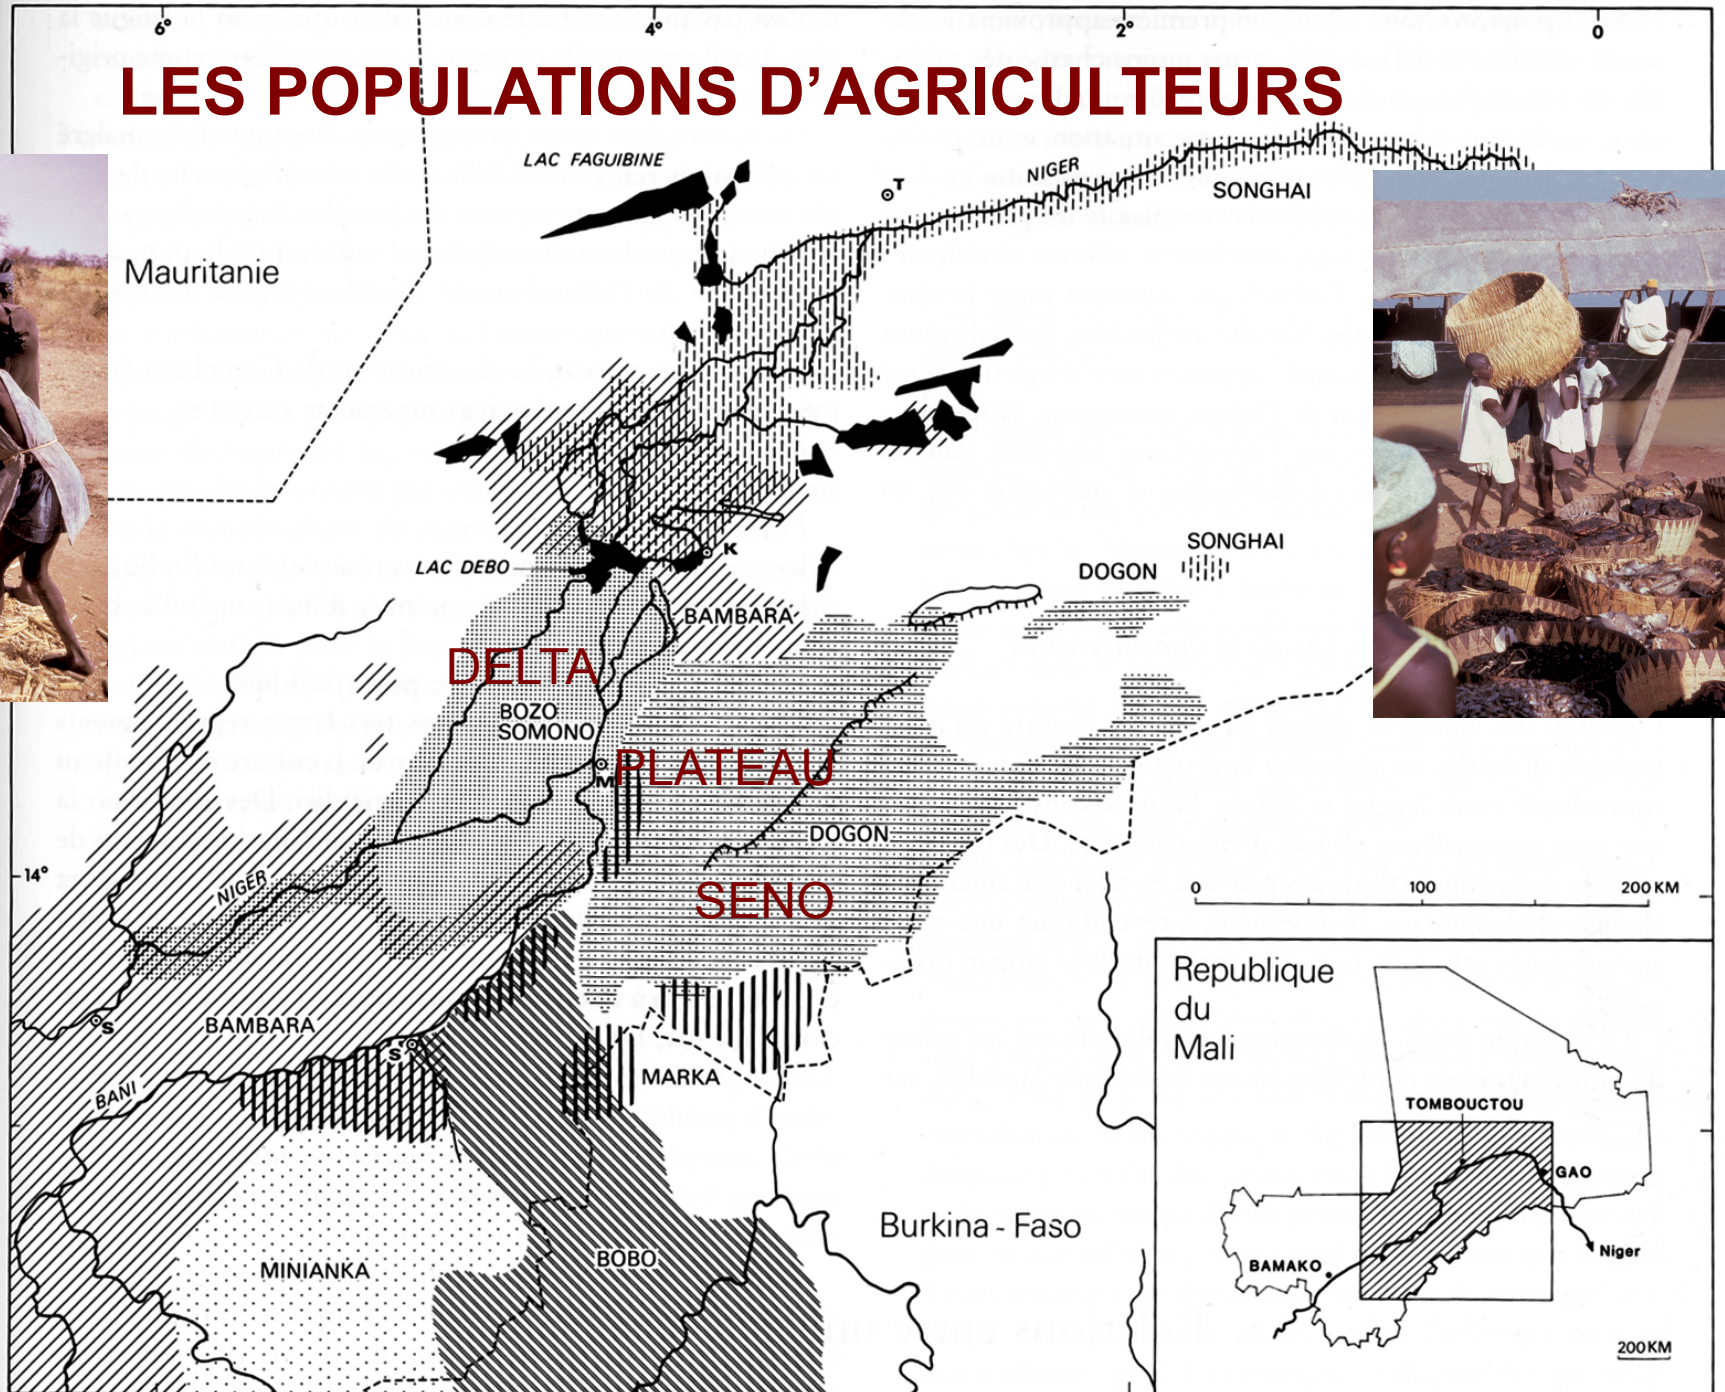 6°
4°
2°
0
LES POPULATIONS D'AGRICULTEURS
LAC FAGUIBINE
T
NIGER
SONGHAI
Mauritanie
K
LAC DEBO
SONGHAI
DOGON
BAMBARA
DELTA
BOZO
SOMONO
M
PLATEAU
DOGON
14°
NIGER
SENO
0
100
200 KM
S
BAMBARA
S'
BANI
MARKA
Republique
du
Mali
TOMBOUCTOU
GAO
Burkina - Faso
Niger
BAMAKO
MINIANKA
BOBO
200 KM